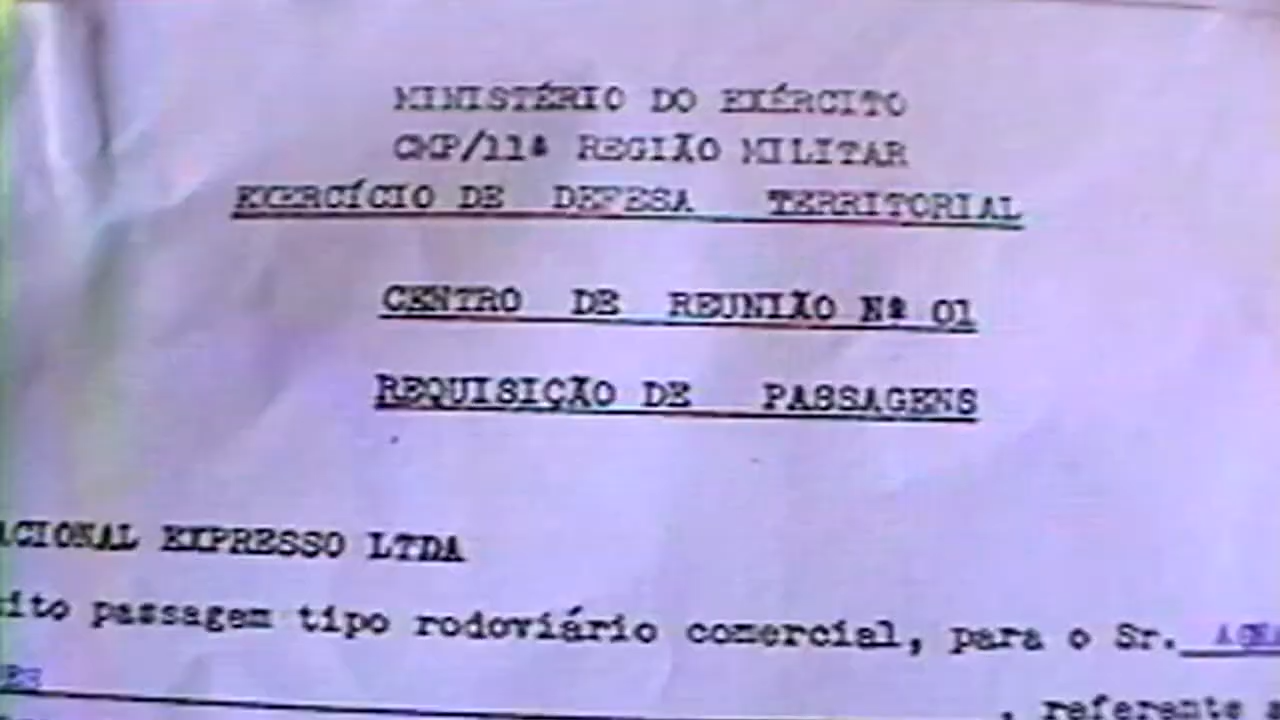 MINISTÉRIO DO EXÉRCITO
CMP/11ª REGIÃO MILITAR
EXERCÍCIO DE DEFESA TERRITORIAL
CENTRO DE REUNIÃO Nº 01
REQUISIÇÃO DE PASSAGENS
ACIONAL EXPRESSO LTDA
ito passagem tipo rodoviário comercial, para o Sr.
, referente a